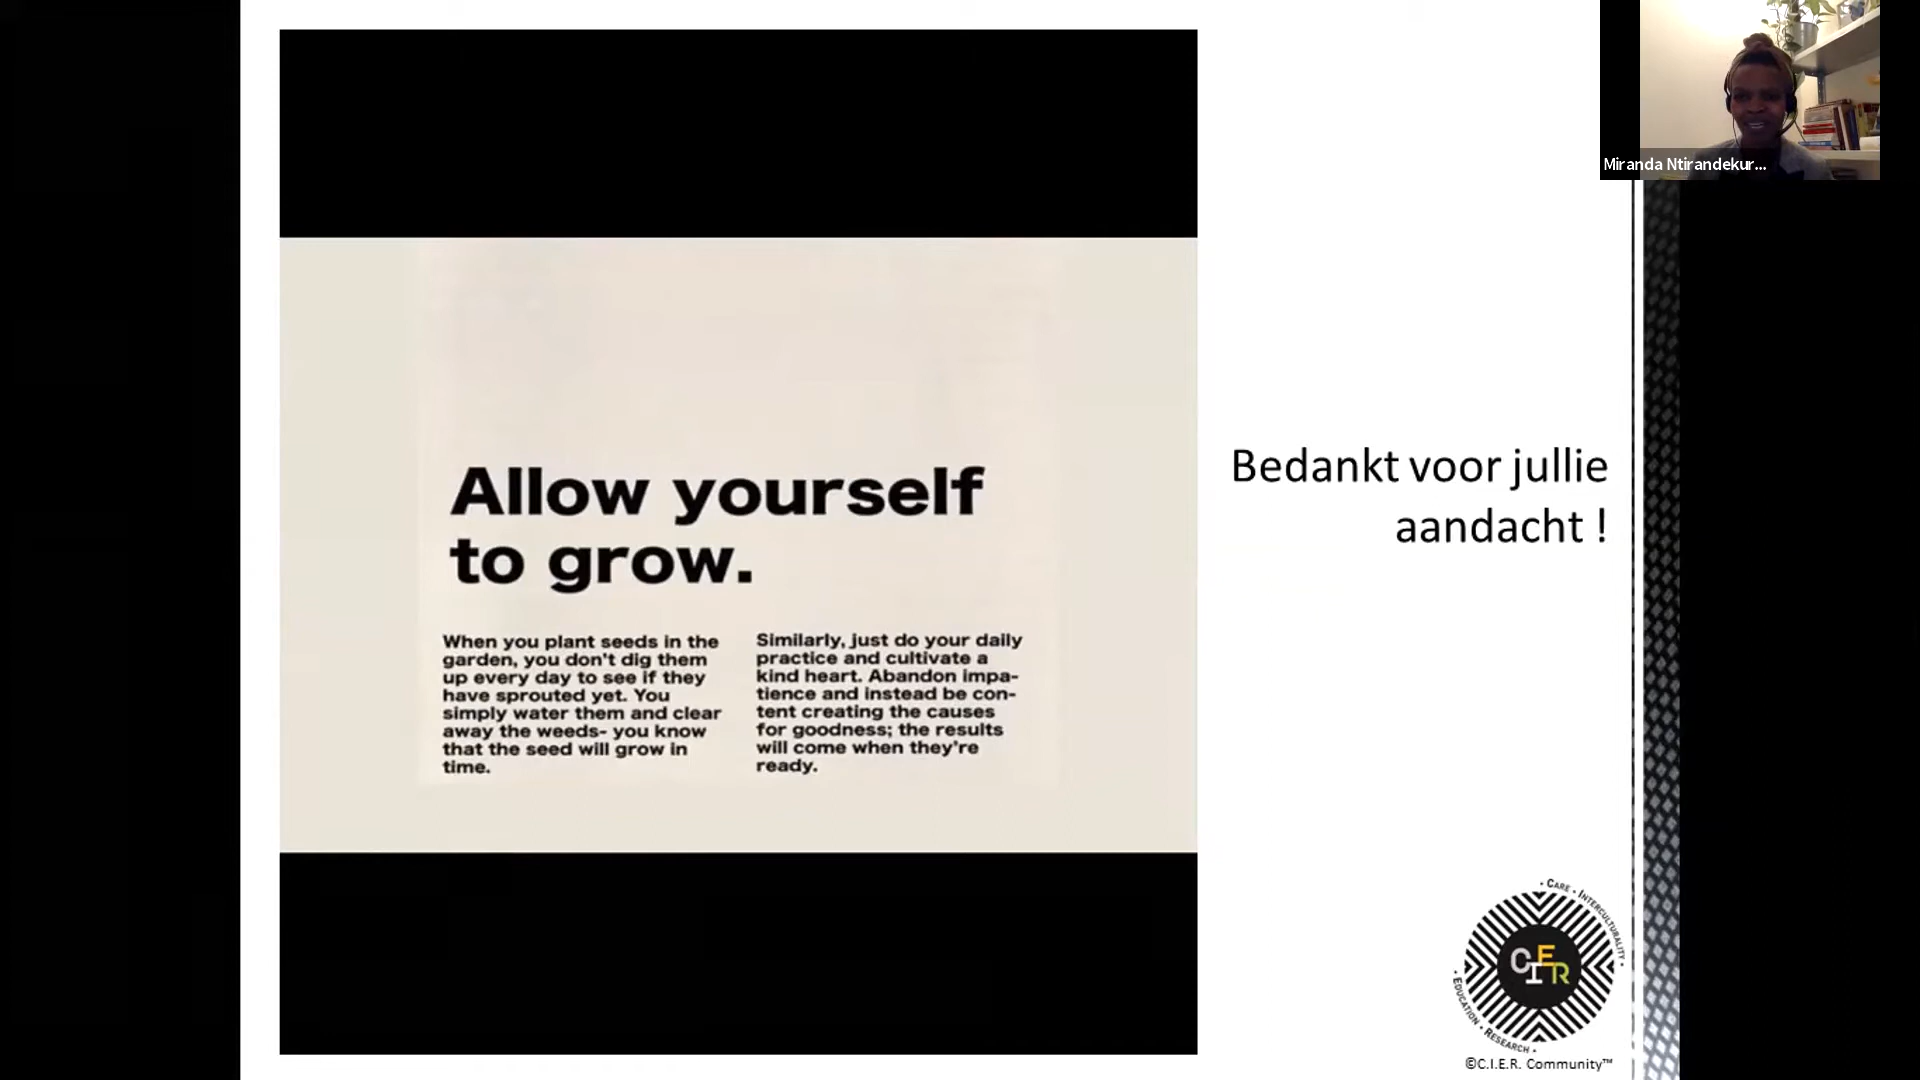 Miranda Ntirandekur...
Allow yourself
to grow.
When you plant seeds in the
garden, you don't dig them
up every day to see if they
have sprouted yet. You
simply water them and clear
away the weeds- you know
that the seed will grow in
time.
Similarly, just do your daily
practice and cultivate a
kind heart. Abandon impa-
tience and instead be con-
tent creating the causes
for goodness; the results
will come when they're
ready.
Bedankt voor jullie
aandacht !
• CARE • INTERCULTURALITY •
• EDUCATION • RESEARCH •
CIER
©C.I.E.R. Community™